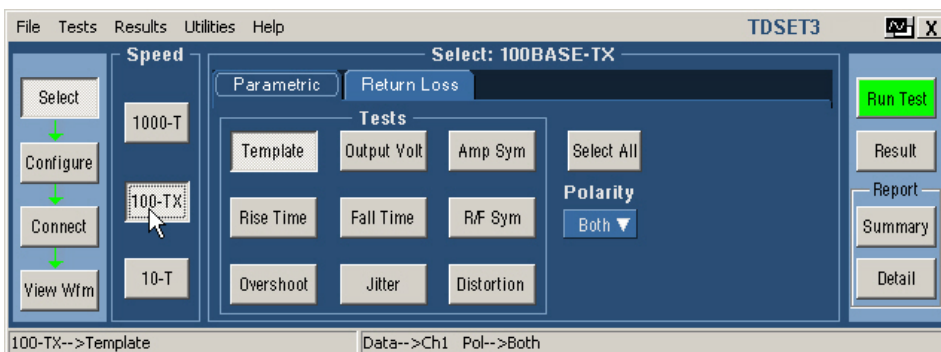 File Tests Results Utilities Help TDSET3 X
Speed Select: 100BASE-TX
Parametric Return Loss
Select
Configure
Connect
View Wfm
1000-T
100-TX
10-T
Tests
Template Output Volt Amp Sym
Rise Time Fall Time R/F Sym
Overshoot Jitter Distortion
Select All
Polarity
Both
Run Test
Result
Report
Summary
Detail
100-TX-->Template Data-->Ch1 Pol-->Both